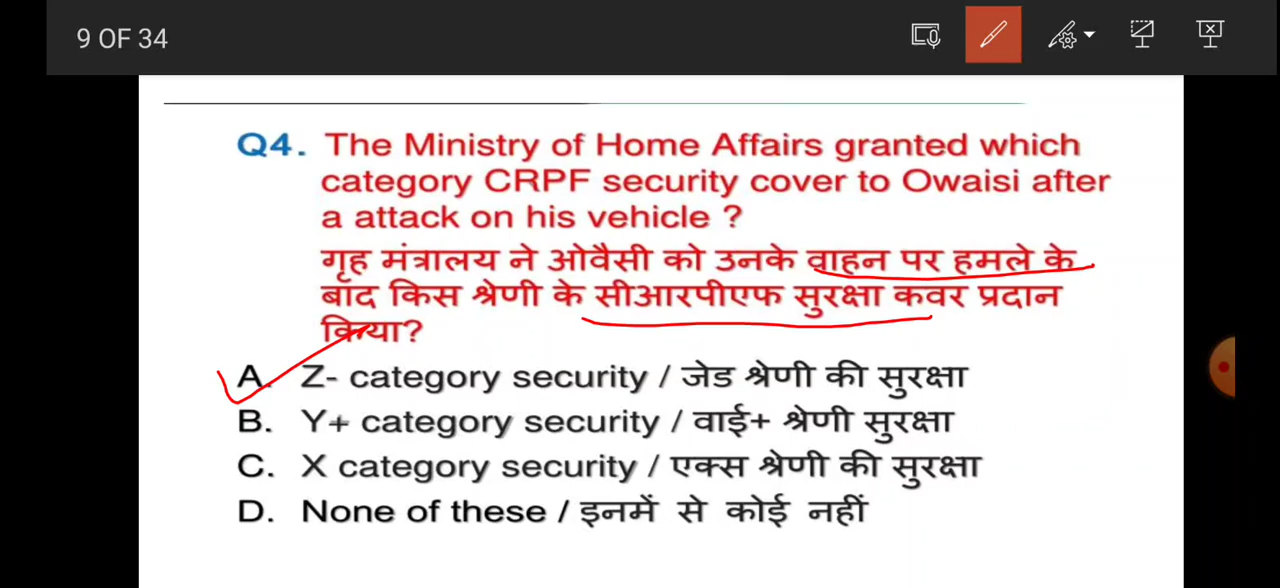 9 OF 34
Q4. The Ministry of Home Affairs granted which
category CRPF security cover to Owaisi after
a attack on his vehicle ?
गृह मंत्रालय ने ओवैसी को उनके वाहन पर हमले के
बाद किस श्रेणी के सीआरपीएफ सुरक्षा कवर प्रदान
किया?
A. Z- category security / जेड श्रेणी की सुरक्षा
B. Y+ category security / वाई+ श्रेणी सुरक्षा
C. X category security / एक्स श्रेणी की सुरक्षा
D. None of these / इनमें से कोई नहीं